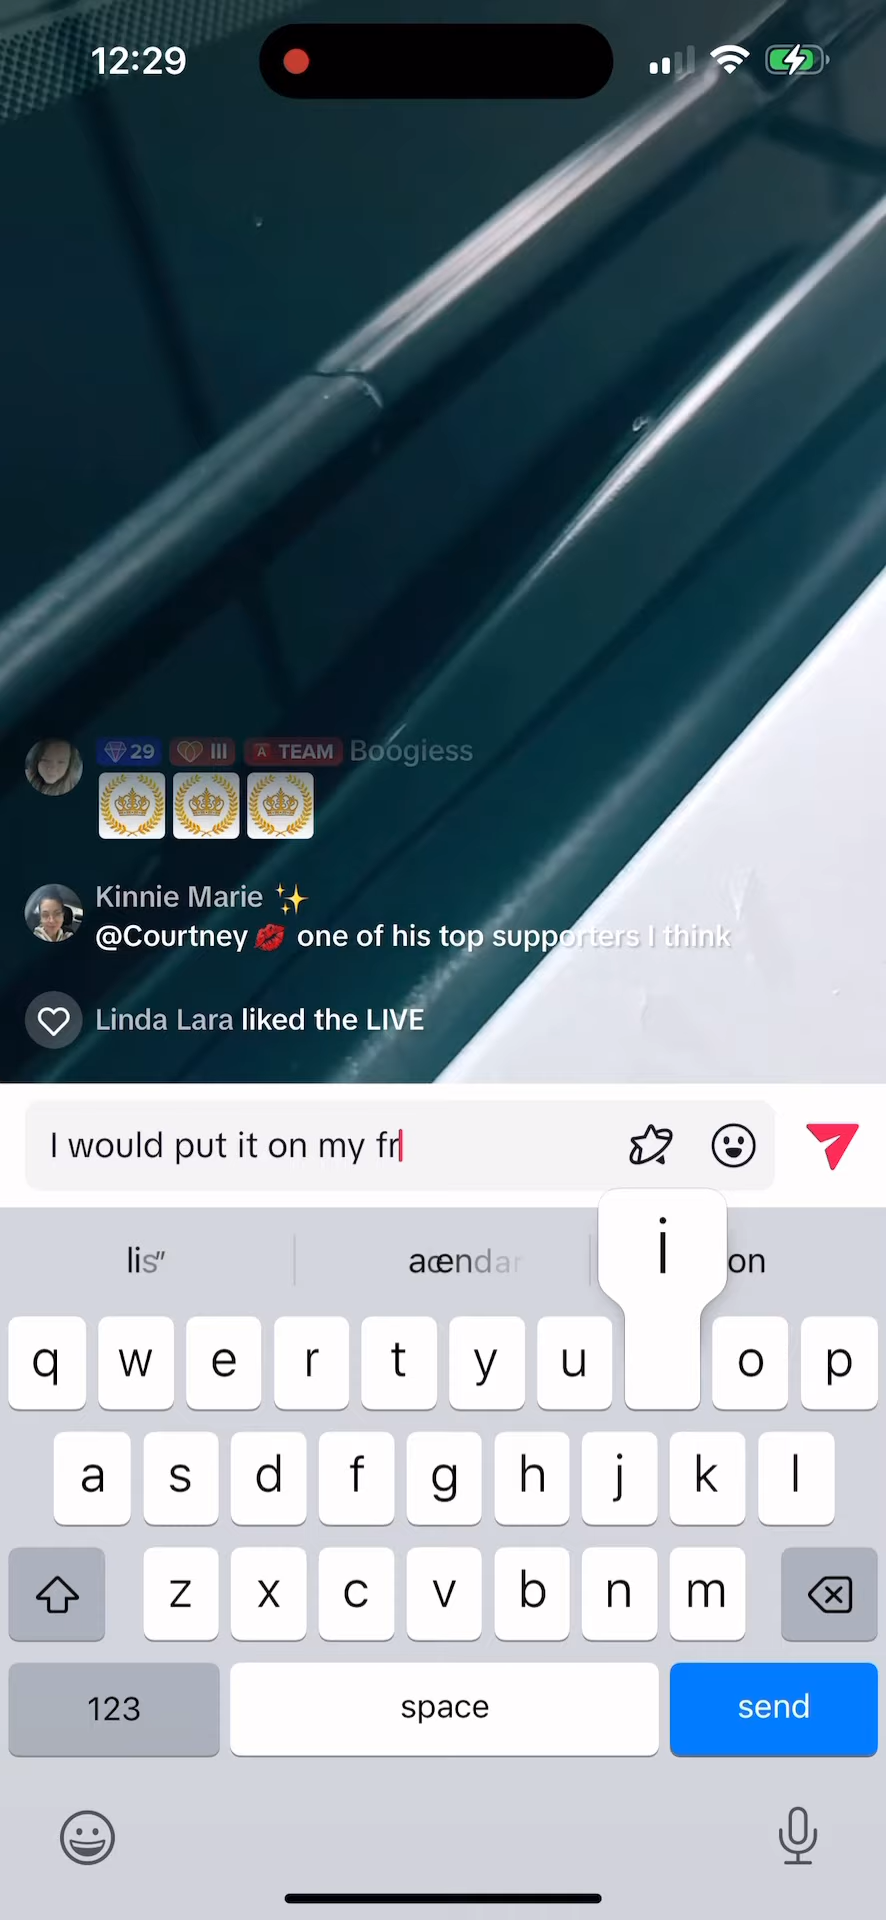 12:29
29 III A TEAM Boogiess
Kinnie Marie ✨
@Courtney 💋 one of his top supporters I think
Linda Lara liked the LIVE
I would put it on my fr
i
q w e r t y u o p
a s d f g h j k l
z x c v b n m
123 space send